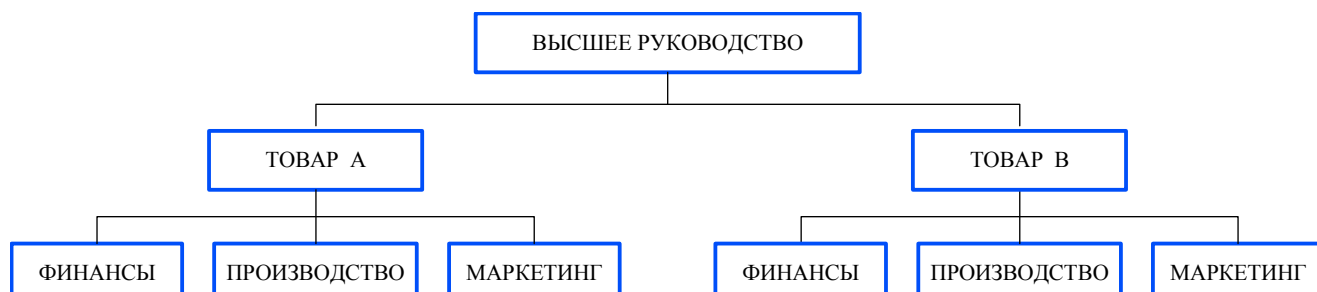 ВЫСШЕЕ РУКОВОДСТВО
ТОВАР А
ТОВАР В
ФИНАНСЫ
ПРОИЗВОДСТВО
МАРКЕТИНГ
ФИНАНСЫ
ПРОИЗВОДСТВО
МАРКЕТИНГ